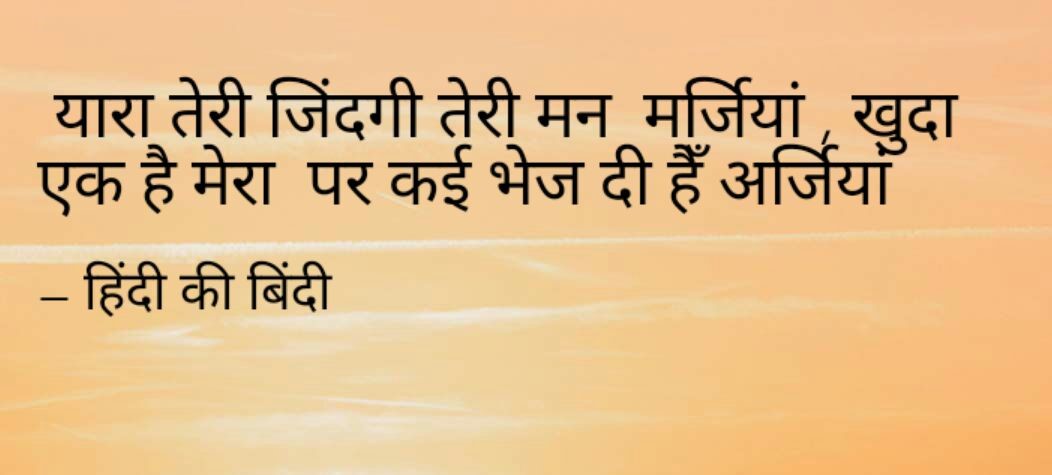 यारा तेरी जिंदगी तेरी मन मर्जियां , खुदा
एक है मेरा पर कई भेज दी हैँ अर्जियां
– हिंदी की बिंदी